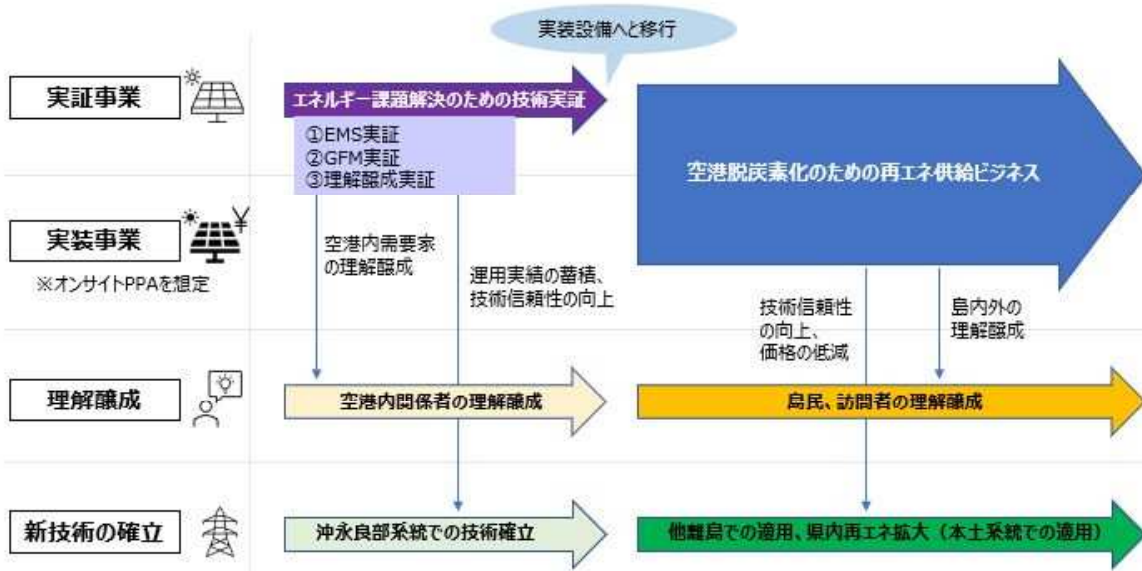 実装設備へと移行
実証事業
エネルギー課題解決のための技術実証
①EMS実証
②GFM実証
③理解醸成実証
空港脱炭素化のための再エネ供給ビジネス
実装事業
¥
※オンサイトPPAを想定
空港内需要家
の理解醸成
運用実績の蓄積、
技術信頼性の向上
技術信頼性
の向上、
価格の低減
島内外の
理解醸成
理解醸成
空港内関係者の理解醸成
島民、訪問者の理解醸成
新技術の確立
沖永良部系統での技術確立
他離島での適用、県内再エネ拡大（本土系統での適用）